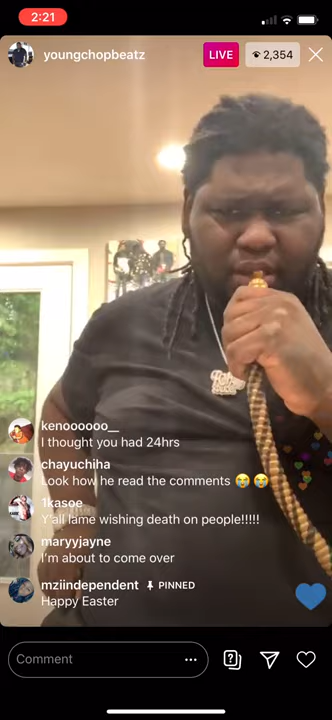 2:21
youngchopbeatz
LIVE
2,354
kenoooooo__
I thought you had 24hrs
chayuchiha
Look how he read the comments 😭 😭
1kasoe
Y'all lame wishing death on people!!!!!
maryyjayne
I'm about to come over
mziindependent PINNED
Happy Easter
Comment